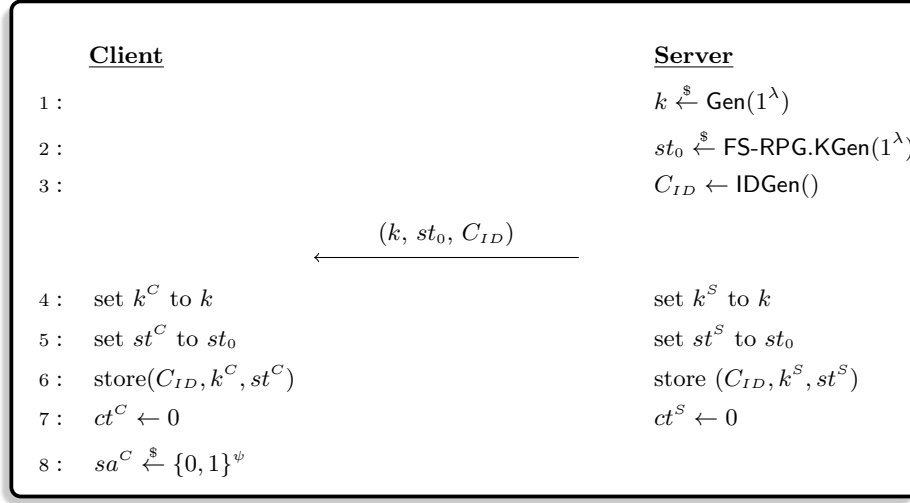 Client Server
1 : k ←$ Gen(1^λ)
2 : st_0 ←$ FS-RPG.KGen(1^λ)
3 : C_ID ← IDGen()
(k, st_0, C_ID)
4 : set k^C to k set k^S to k
5 : set st^C to st_0 set st^S to st_0
6 : store(C_ID, k^C, st^C) store (C_ID, k^S, st^S)
7 : ct^C ← 0 ct^S ← 0
8 : sa^C ←$ {0, 1}^ψ